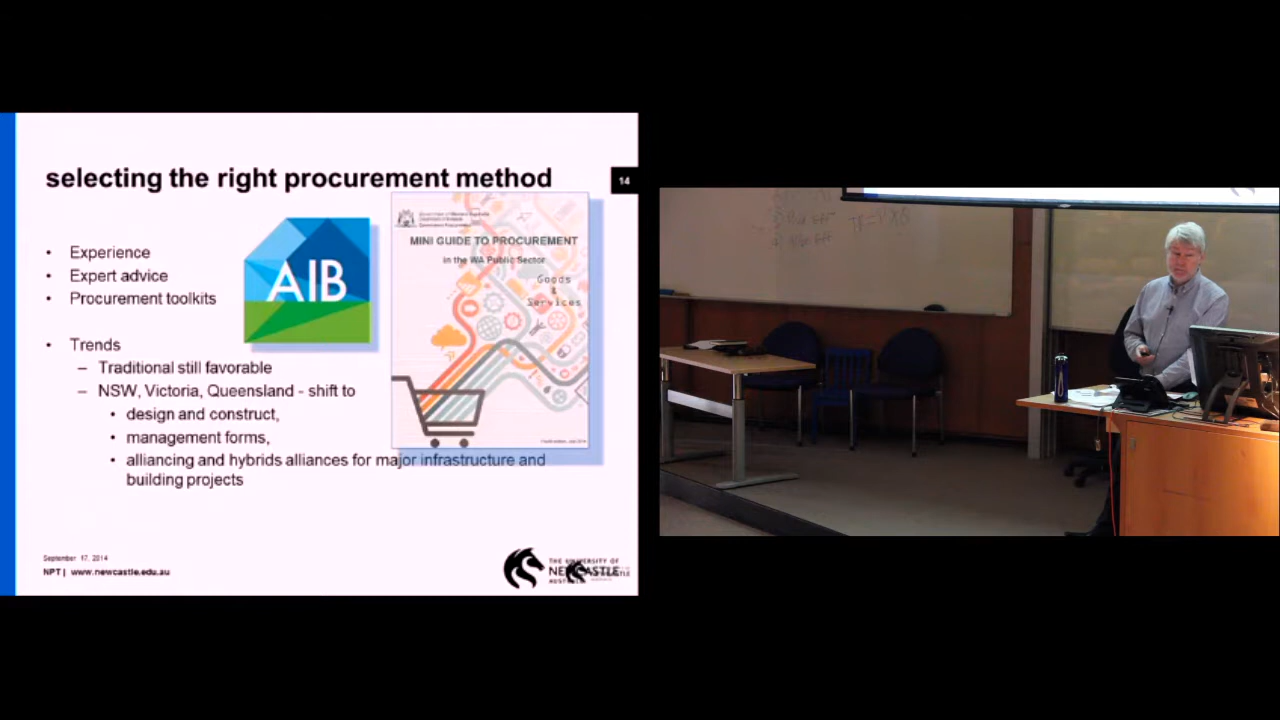 selecting the right procurement method
14
• Experience
• Expert advice
• Procurement toolkits
AIB
MINI GUIDE TO PROCUREMENT
in the WA Public Sector
Goods
&
Services
• Trends
– Traditional still favorable
– NSW, Victoria, Queensland - shift to
• design and construct,
• management forms,
• alliancing and hybrids alliances for major infrastructure and
building projects
September 17, 2014
NPT | www.newcastle.edu.au
THE UNIVERSITY OF
NEWCASTLE
AUSTRALIA